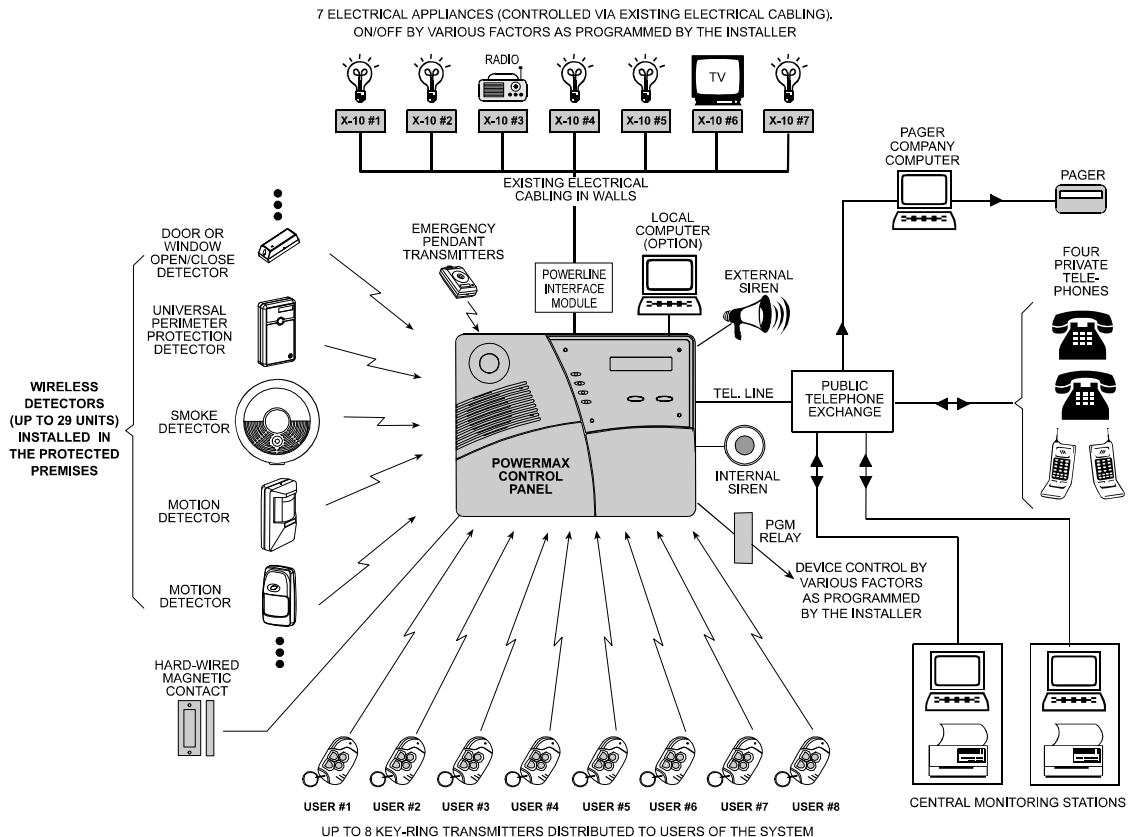 7 ELECTRICAL APPLIANCES (CONTROLLED VIA EXISTING ELECTRICAL CABLING).
ON/OFF BY VARIOUS FACTORS AS PROGRAMMED BY THE INSTALLER
RADIO
TV
X-10 #1
X-10 #2
X-10 #3
X-10 #4
X-10 #5
X-10 #6
X-10 #7
EXISTING ELECTRICAL
CABLING IN WALLS
PAGER
COMPANY
COMPUTER
PAGER
DOOR OR
WINDOW
OPEN/CLOSE
DETECTOR
EMERGENCY
PENDANT
TRANSMITTERS
POWERLINE
INTERFACE
MODULE
LOCAL
COMPUTER
(OPTION)
EXTERNAL
SIREN
FOUR
PRIVATE
TELE-
PHONES
UNIVERSAL
PERIMETER
PROTECTION
DETECTOR
WIRELESS
DETECTORS
(UP TO 29 UNITS)
INSTALLED IN
THE PROTECTED
PREMISES
SMOKE
DETECTOR
TEL. LINE
PUBLIC
TELEPHONE
EXCHANGE
POWERMAX
CONTROL
PANEL
INTERNAL
SIREN
MOTION
DETECTOR
PGM
RELAY
DEVICE CONTROL BY
VARIOUS FACTORS
AS PROGRAMMED
BY THE INSTALLER
MOTION
DETECTOR
HARD-WIRED
MAGNETIC
CONTACT
USER #1
USER #2
USER #3
USER #4
USER #5
USER #6
USER #7
USER #8
CENTRAL MONITORING STATIONS
UP TO 8 KEY-RING TRANSMITTERS DISTRIBUTED TO USERS OF THE SYSTEM